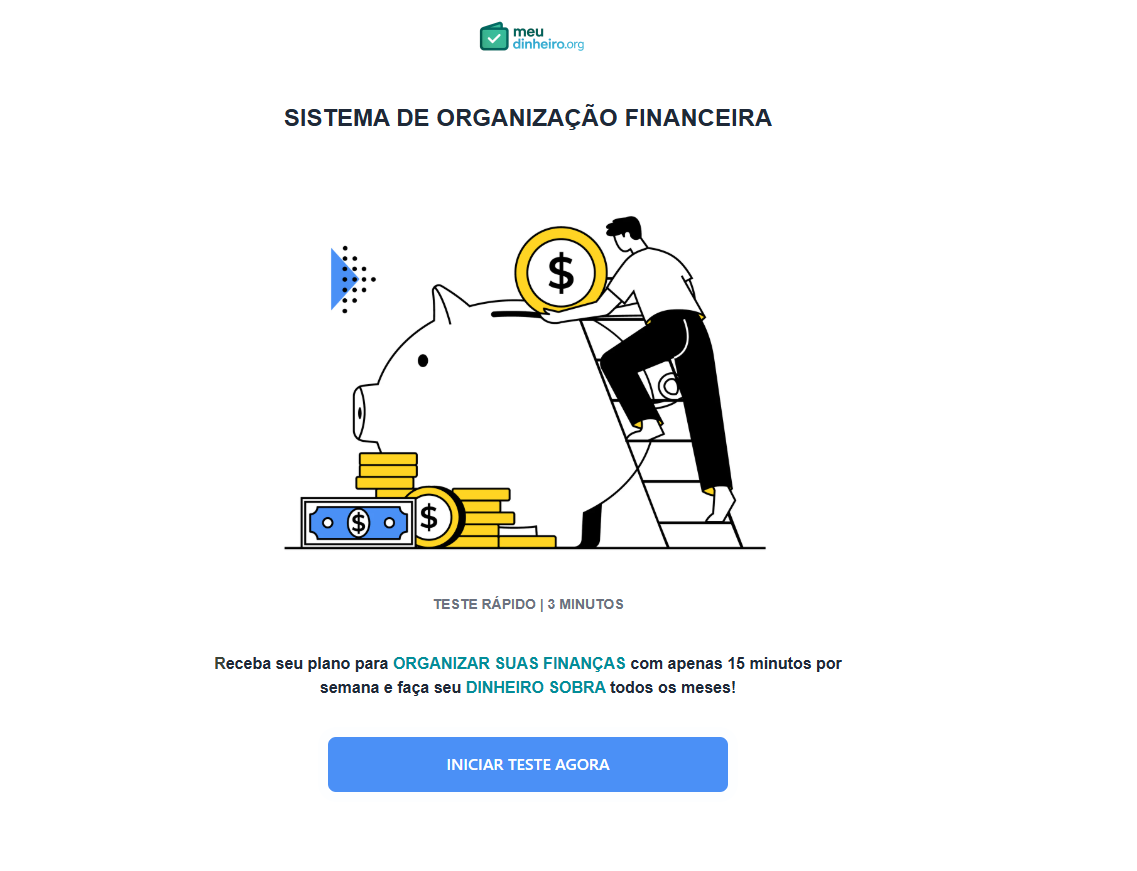 meu
dinheiro.org
SISTEMA DE ORGANIZAÇÃO FINANCEIRA
$
$
$
TESTE RÁPIDO | 3 MINUTOS
Receba seu plano para ORGANIZAR SUAS FINANÇAS com apenas 15 minutos por
semana e faça seu DINHEIRO SOBRA todos os meses!
INICIAR TESTE AGORA